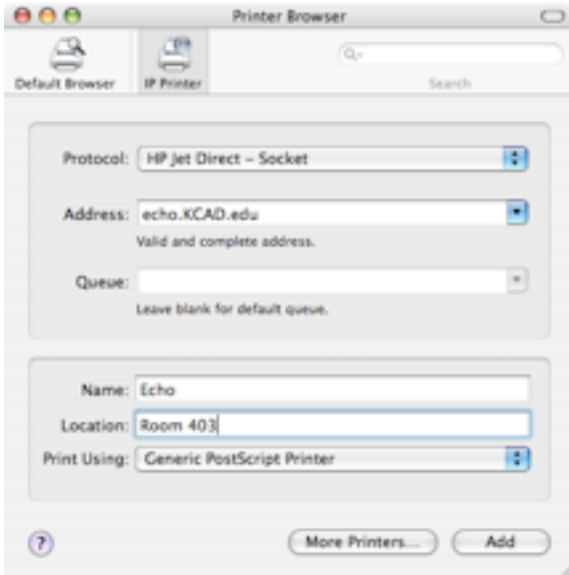 Printer Browser
Default Browser IP Printer Search
Protocol: HP Jet Direct – Socket
Address: echo.KCAD.edu
Valid and complete address.
Queue:
Leave blank for default queue.
Name: Echo
Location: Room 403
Print Using: Generic PostScript Printer
? More Printers... Add